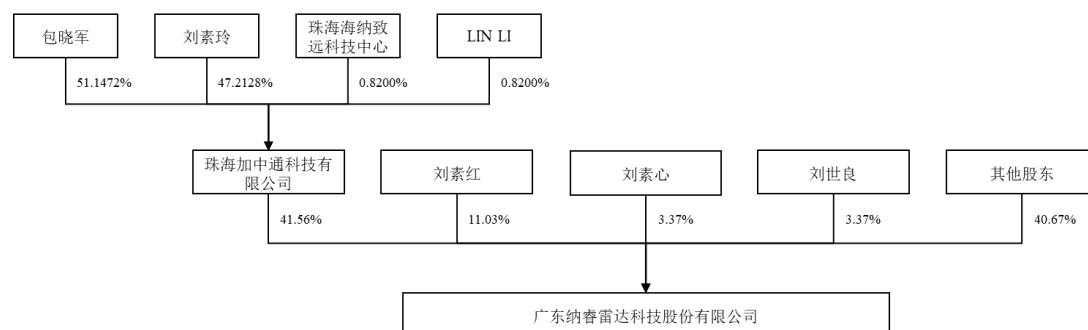 包晓军
刘素玲
珠海海纳致
远科技中心
LIN LI
51.1472%
47.2128%
0.8200%
0.8200%
珠海加中通科技有
限公司
刘素红
刘素心
刘世良
其他股东
41.56%
11.03%
3.37%
3.37%
40.67%
广东纳睿雷达科技股份有限公司